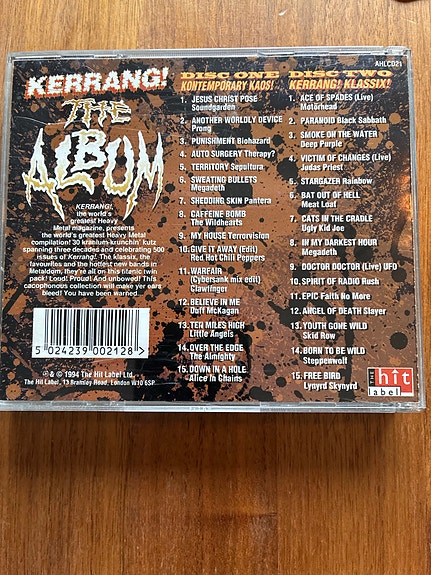 KERRANG!
THE
ALBUM
KERRANG!
the world's
greatest Heavy
Metal magazine, presents
the world's greatest Heavy Metal
compilation! 30 kranium-krunchin' kutz
spanning three decades and celebrating 500
issues of Kerrang!. The klassix, the
favourites and the hottest new bands in
Metaldom, they're all on this titanic twin
pack! Loud! Proud! And unbowed! This
cacophonous collection will make yer ears
bleed! You have been warned.
5 024239 002128 >
℗ & © 1994 The Hit Label Ltd.
The Hit Label, 13 Bramley Road, London W10 6SP
DISC ONE
KONTEMPORARY KAOS!
1. JESUS CHRIST POSE
Soundgarden
2. ANOTHER WORLDLY DEVICE
Prong
3. PUNISHMENT Biohazard
4. AUTO SURGERY Therapy?
5. TERRITORY Sepultura
6. SWEATING BULLETS
Megadeth
7. SHEDDING SKIN Pantera
8. CAFFEINE BOMB
The Wildhearts
9. MY HOUSE Terrorvision
10. GIVE IT AWAY (Edit)
Red Hot Chili Peppers
11. WARFAIR
(Cybersank mix edit)
Clawfinger
12. BELIEVE IN ME
Duff McKagan
13. TEN MILES HIGH
Little Angels
14. OVER THE EDGE
The Almighty
15. DOWN IN A HOLE
Alice In Chains
AHLCD21
DISC TWO
KERRANG! KLASSIX!
1. ACE OF SPADES (Live)
Motörhead
2. PARANOID Black Sabbath
3. SMOKE ON THE WATER
Deep Purple
4. VICTIM OF CHANGES (Live)
Judas Priest
5. STARGAZER Rainbow
6. BAT OUT OF HELL
Meat Loaf
7. CATS IN THE CRADLE
Ugly Kid Joe
8. IN MY DARKEST HOUR
Megadeth
9. DOCTOR DOCTOR (Live) UFO
10. SPIRIT OF RADIO Rush
11. EPIC Faith No More
12. ANGEL OF DEATH Slayer
13. YOUTH GONE WILD
Skid Row
14. BORN TO BE WILD
Steppenwolf
15. FREE BIRD
Lynyrd Skynyrd
THE
hit
label